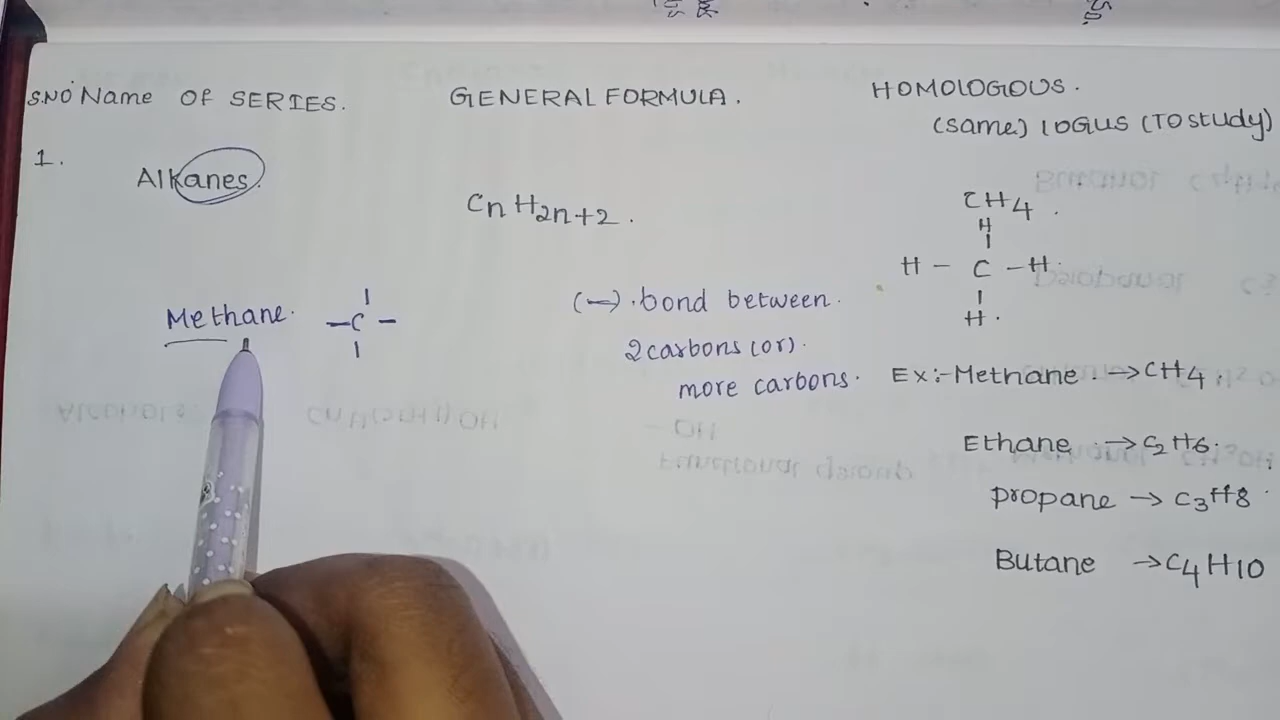 S.NO Name OF SERIES. GENERAL FORMULA. HOMOLOGOUS.
(same) LOGUS (TO study)
1.
Alkanes.
CnH2n+2.
CH4.
H
H - C - H.
H.
Methane. - C -
(-). bond between.
2 carbons (or).
more carbons.
Ex:- Methane. → CH4.
Ethane → C2H6.
propane → C3H8
Butane → C4H10